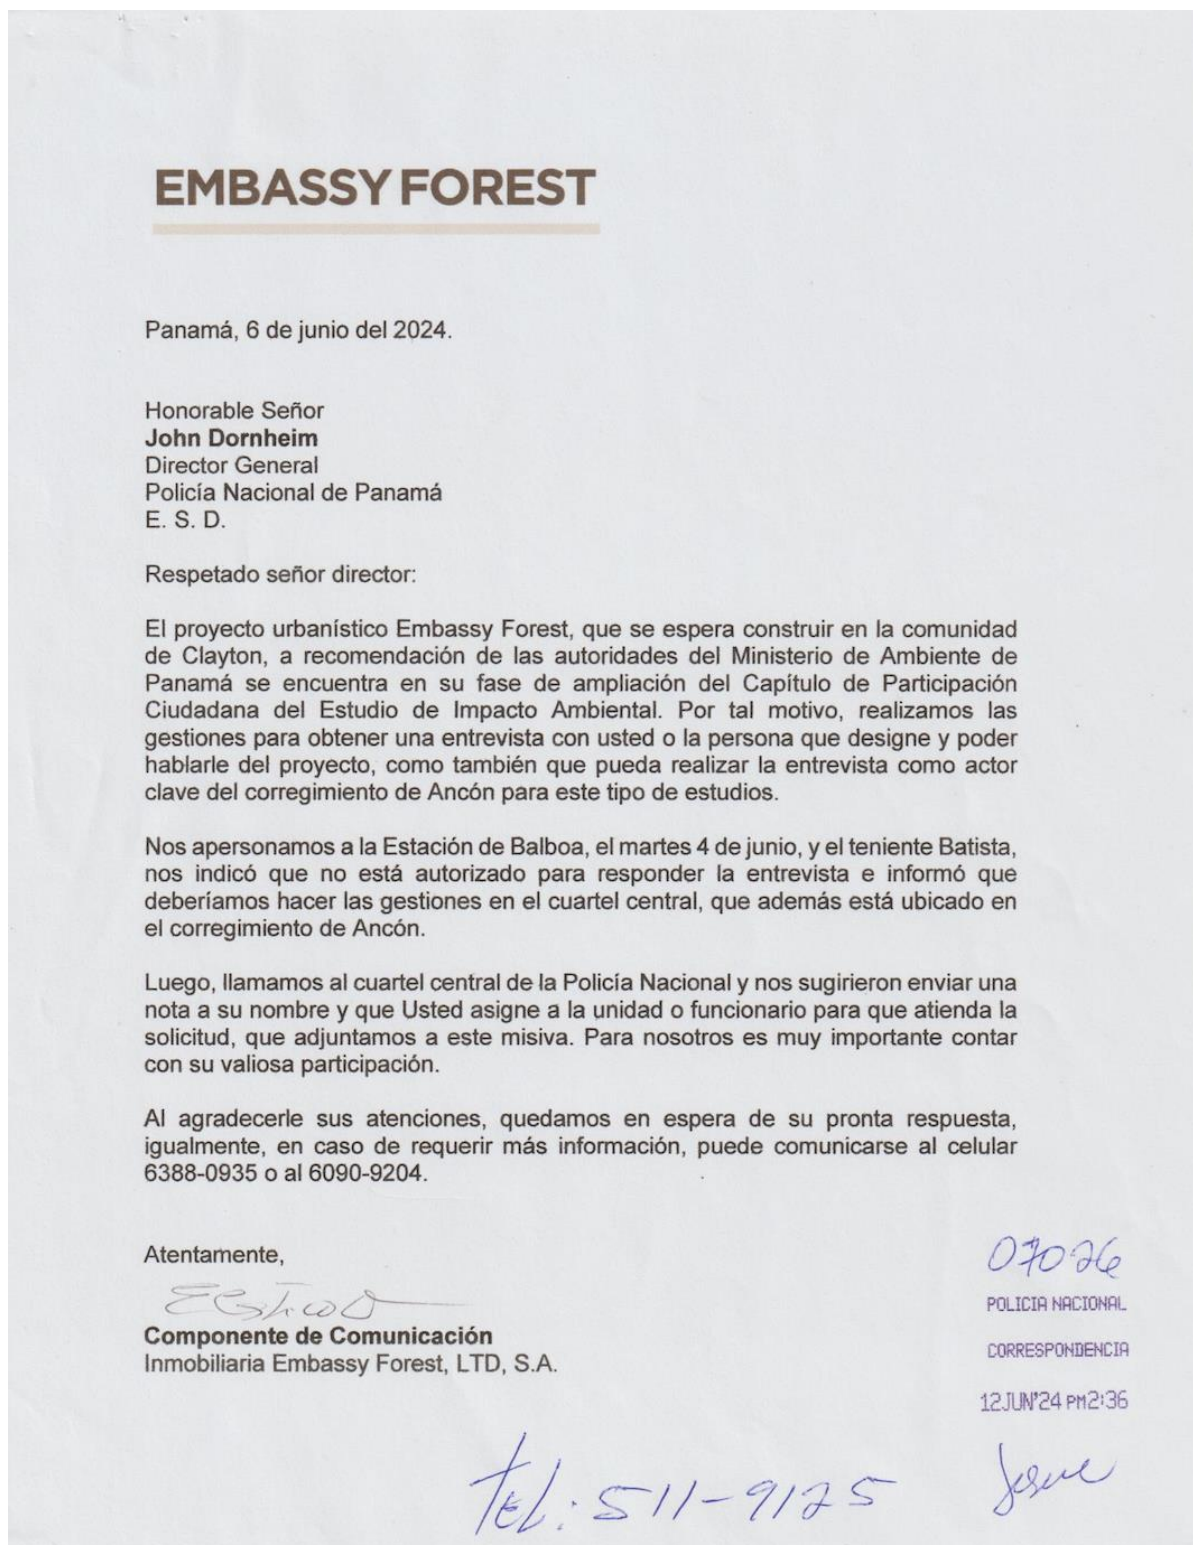 EMBASSY FOREST
Panamá, 6 de junio del 2024.
Honorable Señor
John Dornheim
Director General
Policía Nacional de Panamá
E. S. D.
Respetado señor director:
El proyecto urbanístico Embassy Forest, que se espera construir en la comunidad
de Clayton, a recomendación de las autoridades del Ministerio de Ambiente de
Panamá se encuentra en su fase de ampliación del Capítulo de Participación
Ciudadana del Estudio de Impacto Ambiental. Por tal motivo, realizamos las
gestiones para obtener una entrevista con usted o la persona que designe y poder
hablarle del proyecto, como también que pueda realizar la entrevista como actor
clave del corregimiento de Ancón para este tipo de estudios.
Nos apersonamos a la Estación de Balboa, el martes 4 de junio, y el teniente Batista,
nos indicó que no está autorizado para responder la entrevista e informó que
deberíamos hacer las gestiones en el cuartel central, que además está ubicado en
el corregimiento de Ancón.
Luego, llamamos al cuartel central de la Policía Nacional y nos sugirieron enviar una
nota a su nombre y que Usted asigne a la unidad o funcionario para que atienda la
solicitud, que adjuntamos a este misiva. Para nosotros es muy importante contar
con su valiosa participación.
Al agradecerle sus atenciones, quedamos en espera de su pronta respuesta,
igualmente, en caso de requerir más información, puede comunicarse al celular
6388-0935 o al 6090-9204.
Atentamente,
Componente de Comunicación
Inmobiliaria Embassy Forest, LTD, S.A.
07026
POLICIA NACIONAL
CORRESPONDENCIA
12JUN'24 PM2:36
Tel: 511-9125